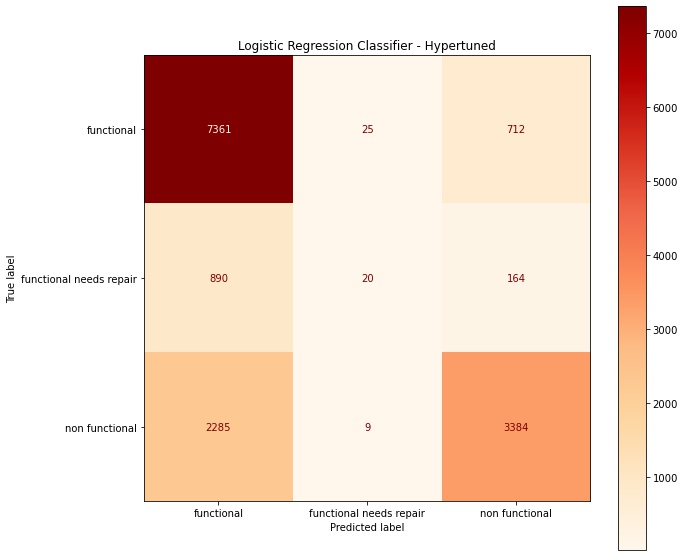 Logistic Regression Classifier - Hypertuned
True label
functional
7361 25 712
functional needs repair
890 20 164
non functional
2285 9 3384
functional functional needs repair non functional
Predicted label
7000
6000
5000
4000
3000
2000
1000